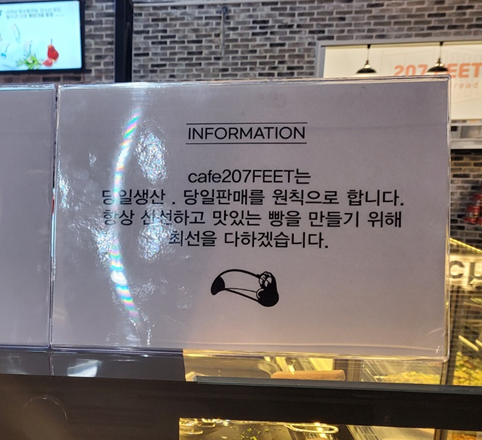 INFORMATION
cafe207FEET는
당일생산 . 당일판매를 원칙으로 합니다.
항상 신선하고 맛있는 빵을 만들기 위해
최선을 다하겠습니다.
207FEET